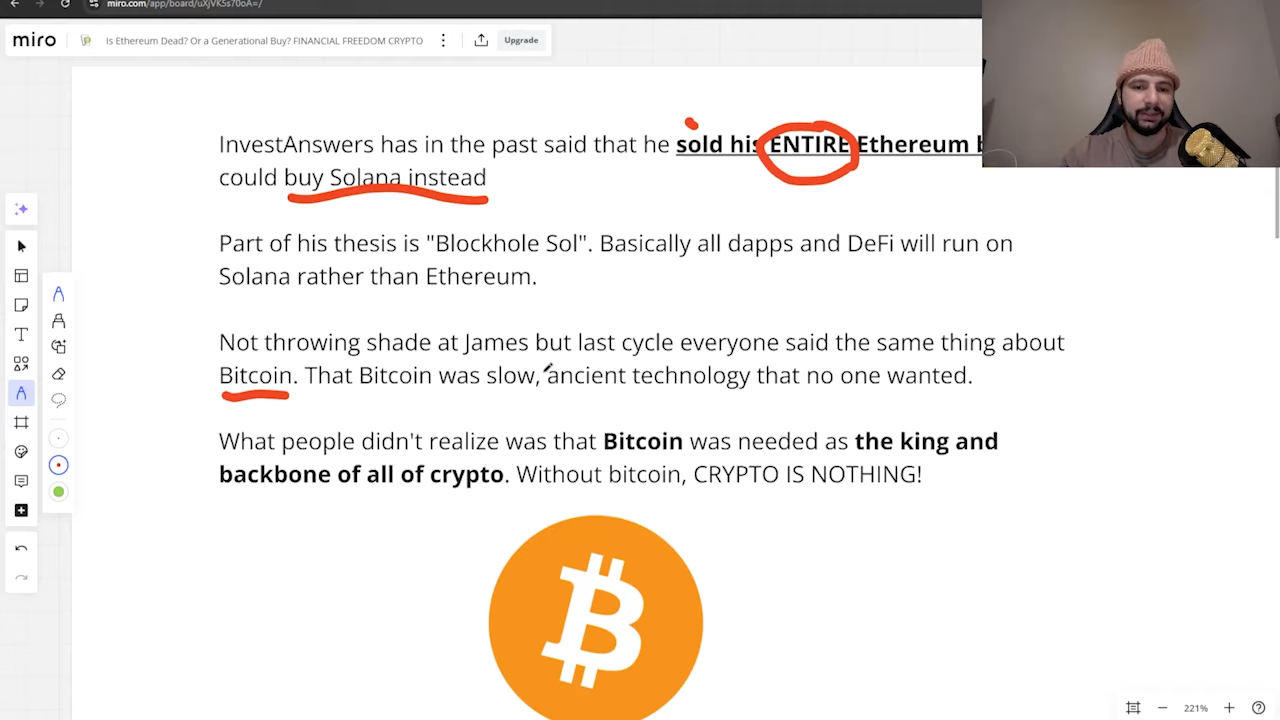 miro.com/app/board/uXjVK5s70oA=/
miro
Is Ethereum Dead? Or a Generational Buy? FINANCIAL FREEDOM CRYPTO
Upgrade
InvestAnswers has in the past said that he sold his ENTIRE Ethereum
could buy Solana instead
Part of his thesis is "Blockhole Sol". Basically all dapps and DeFi will run on
Solana rather than Ethereum.
Not throwing shade at James but last cycle everyone said the same thing about
Bitcoin. That Bitcoin was slow, ancient technology that no one wanted.
What people didn't realize was that Bitcoin was needed as the king and
backbone of all of crypto. Without bitcoin, CRYPTO IS NOTHING!
221%